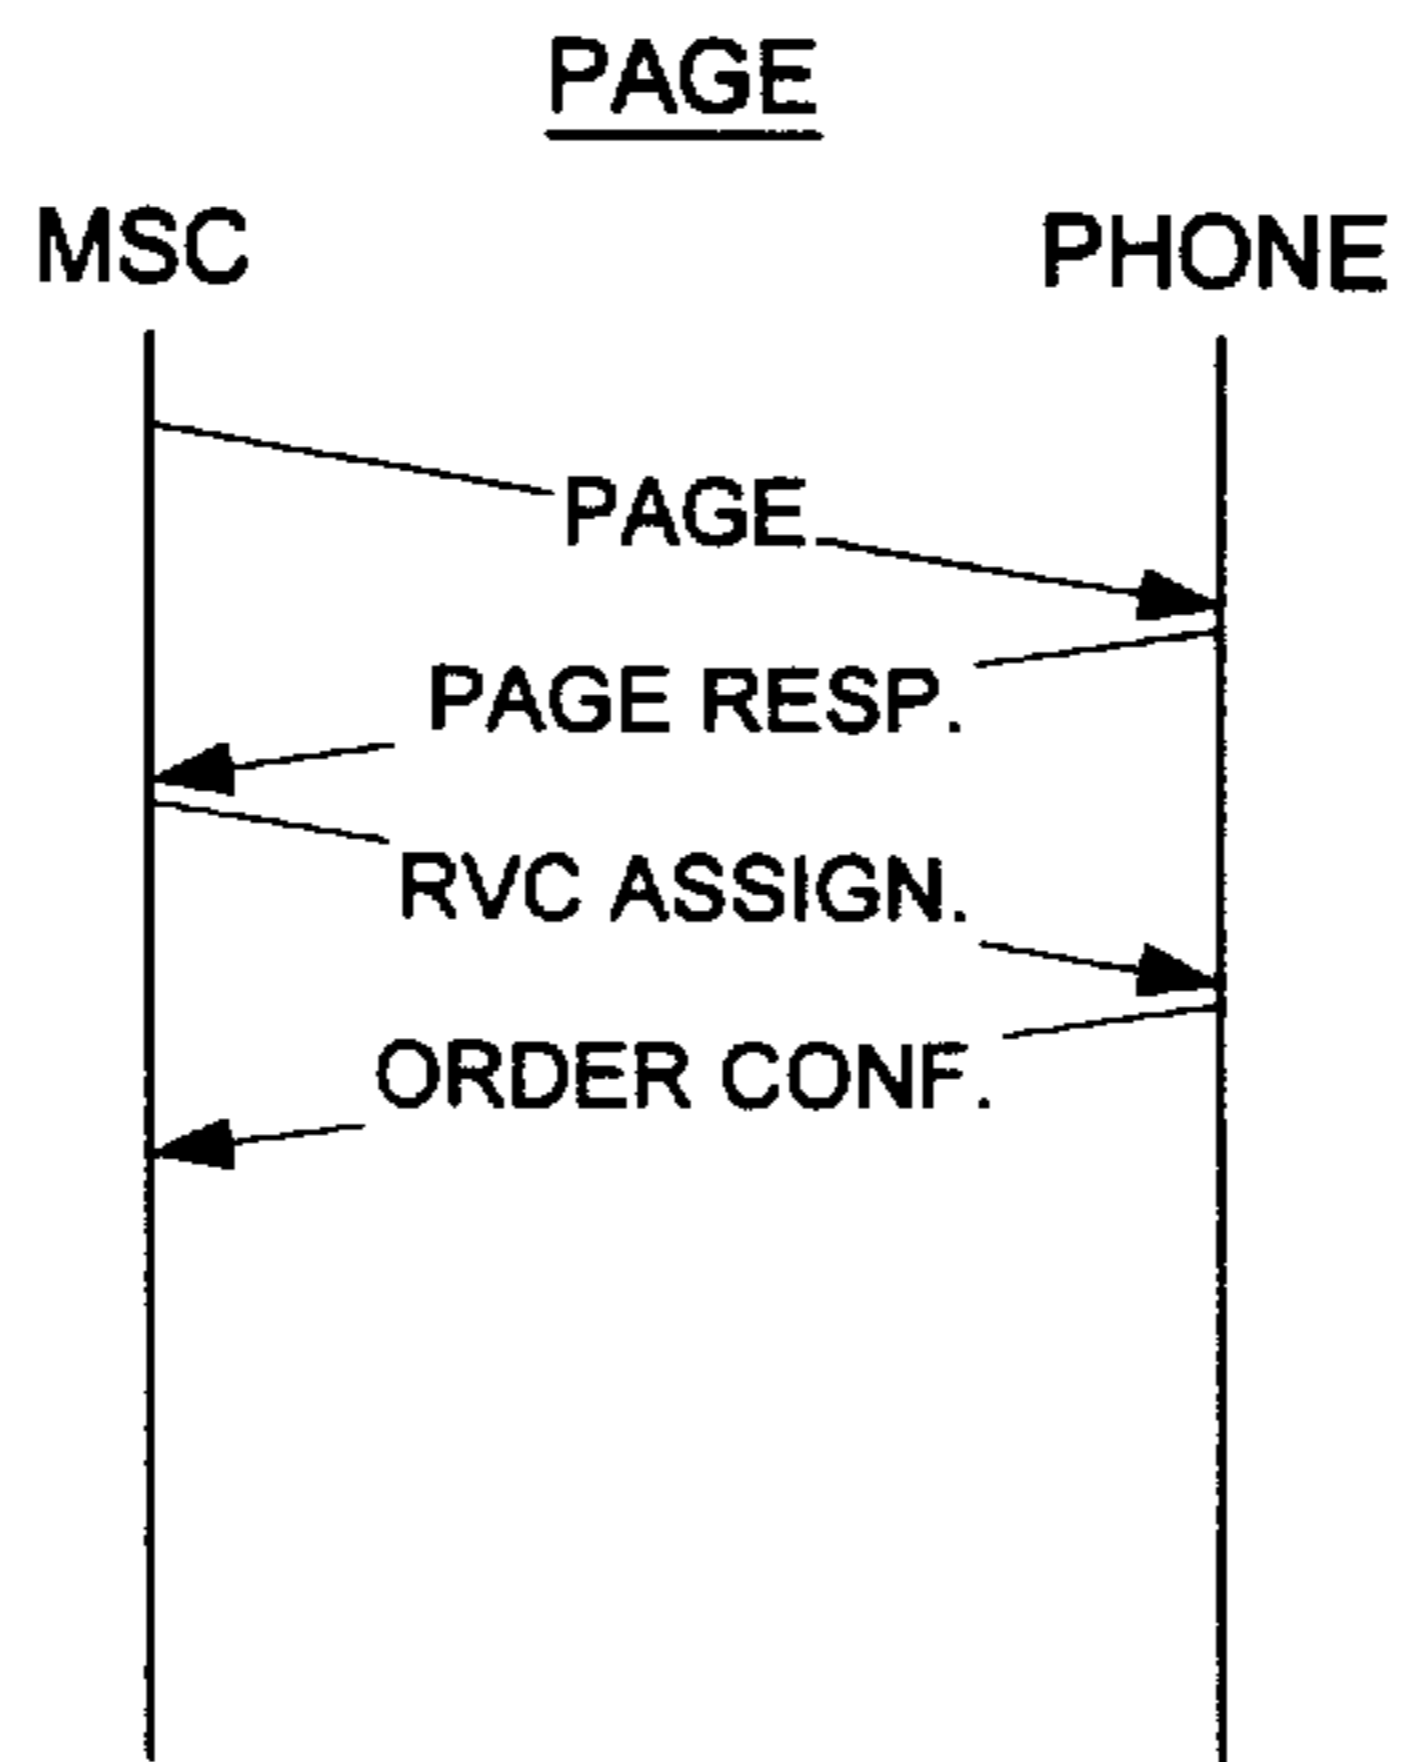 PAGE
MSC PHONE
PAGE
PAGE RESP.
RVC ASSIGN.
ORDER CONF.